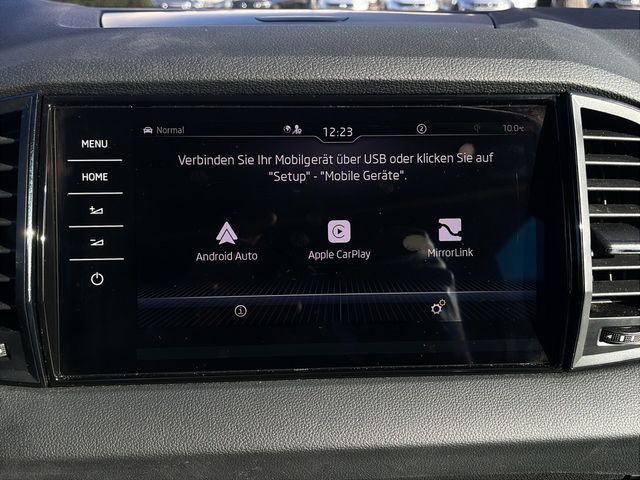 Normal
12:23
2
10.0°C
MENU
HOME
Verbinden Sie Ihr Mobilgerät über USB oder klicken Sie auf
"Setup" - "Mobile Geräte".
Android Auto
Apple CarPlay
MirrorLink